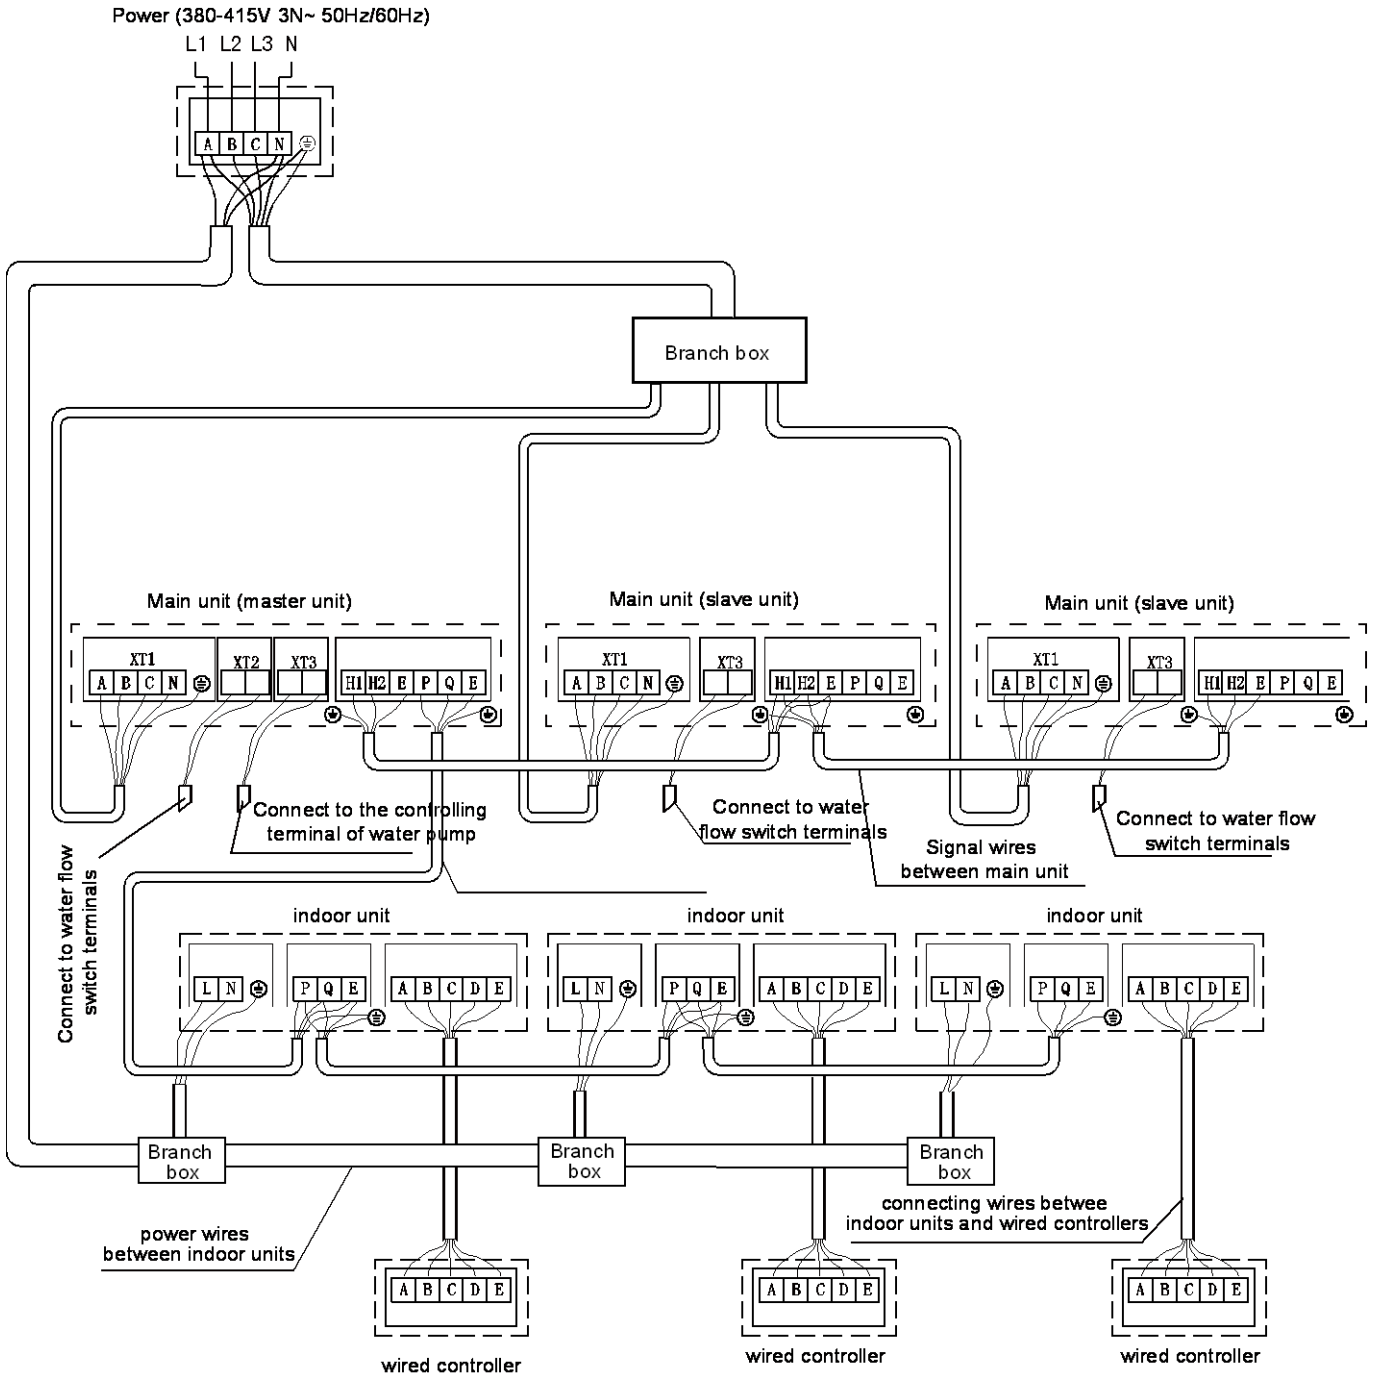 Power (380-415V 3N~ 50Hz/60Hz)
L1 L2 L3 N
A B C N
Branch box
Main unit (master unit)
Main unit (slave unit)
Main unit (slave unit)
XT1 XT2 XT3
A B C N
H1 H2 E P Q E
XT1 XT3
A B C N
H1 H2 E P Q E
XT1 XT3
A B C N
H1 H2 E P Q E
Connect to the controlling
terminal of water pump
Connect to water
flow switch terminals
Signal wires
between main unit
Connect to water flow
switch terminals
Connect to water flow
switch terminals
indoor unit
indoor unit
indoor unit
L N
P Q E
A B C D E
L N
P Q E
A B C D E
L N
P Q E
A B C D E
Branch
box
Branch
box
Branch
box
power wires
between indoor units
connecting wires betwee
indoor units and wired controllers
A B C D E
A B C D E
A B C D E
wired controller
wired controller
wired controller